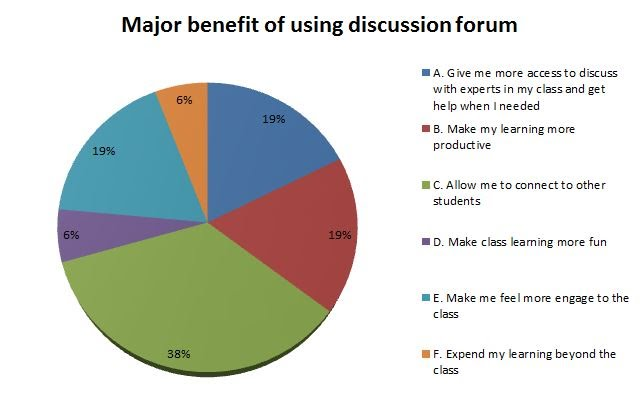 Major benefit of using discussion forum
19%
19%
38%
6%
19%
6%
A. Give me more access to discuss
with experts in my class and get
help when I needed
B. Make my learning more
productive
C. Allow me to connect to other
students
D. Make class learning more fun
E. Make me feel more engage to the
class
F. Expend my learning beyond the
class